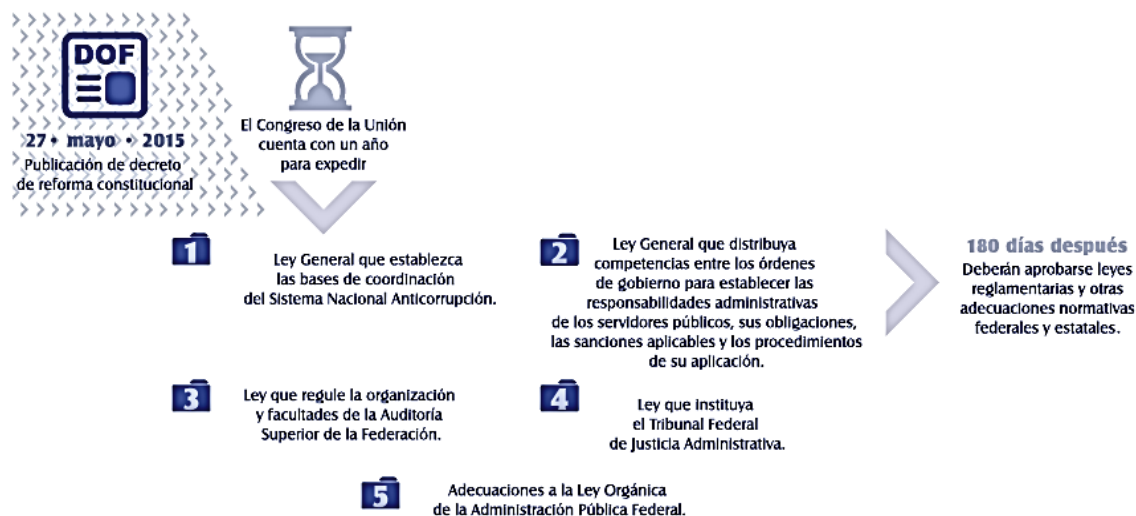 DOF
27 • mayo • 2015
Publicación de decreto
de reforma constitucional
El Congreso de la Unión
cuenta con un año
para expedir
1
Ley General que establezca
las bases de coordinación
del Sistema Nacional Anticorrupción.
2
Ley General que distribuya
competencias entre los órdenes
de gobierno para establecer las
responsabilidades administrativas
de los servidores públicos, sus obligaciones,
las sanciones aplicables y los procedimientos
de su aplicación.
180 días después
Deberán aprobarse leyes
reglamentarias y otras
adecuaciones normativas
federales y estatales.
3
Ley que regule la organización
y facultades de la Auditoría
Superior de la Federación.
4
Ley que instituya
el Tribunal Federal
de Justicia Administrativa.
5
Adecuaciones a la Ley Orgánica
de la Administración Pública Federal.